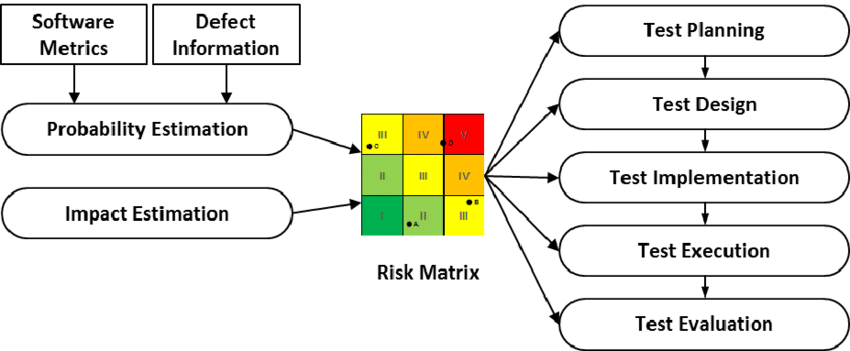 Software
Metrics
Defect
Information
Probability Estimation
Impact Estimation
III IV V
C D
II III IV
B
I II III
A
Risk Matrix
Test Planning
Test Design
Test Implementation
Test Execution
Test Evaluation